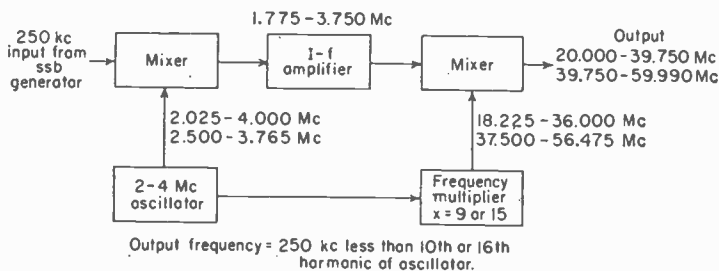 1.775-3.750 Mc
250 kc
input from
ssb
generator
Mixer
I-f
amplifier
Mixer
Output
20.000-39.750 Mc
39.750-59.990 Mc
2.025-4.000 Mc
2.500-3.765 Mc
18.225-36.000 Mc
37.500-56.475 Mc
2-4 Mc
oscillator
Frequency
multiplier
x = 9 or 15
Output frequency = 250 kc less than 10th or 16th
harmonic of oscillator.